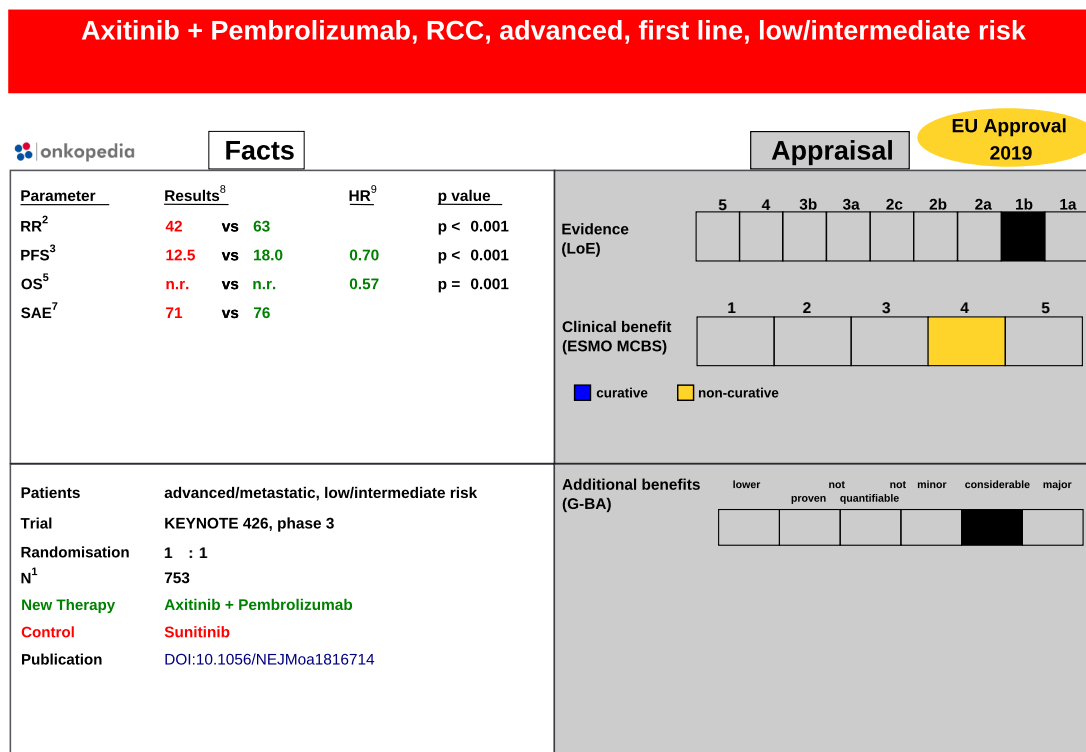 Axitinib + Pembrolizumab, RCC, advanced, first line, low/intermediate risk
onkopedia
Facts
Appraisal
EU Approval
2019
Parameter Results8 HR9 p value
RR2 42 vs 63 p < 0.001
PFS3 12.5 vs 18.0 0.70 p < 0.001
OS5 n.r. vs n.r. 0.57 p = 0.001
SAE7 71 vs 76
5 4 3b 3a 2c 2b 2a 1b 1a
Evidence
(LoE)
1 2 3 4 5
Clinical benefit
(ESMO MCBS)
curative non-curative
Patients advanced/metastatic, low/intermediate risk
Trial KEYNOTE 426, phase 3
Randomisation 1 : 1
N1 753
New Therapy Axitinib + Pembrolizumab
Control Sunitinib
Publication DOI:10.1056/NEJMoa1816714
Additional benefits
(G-BA)
lower not not minor considerable major
proven quantifiable